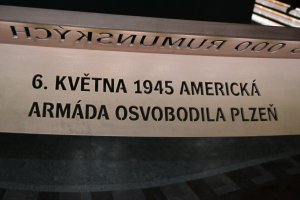 000 RUMUNSKÝCH
6. KVĚTNA 1945 AMERICKÁ
ARMÁDA OSVOBODILA PLZEŇ